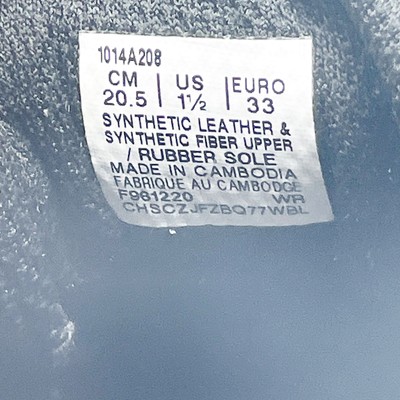 1014A208
CM | US | EURO
20.5 | 1½ | 33
SYNTHETIC LEATHER &
SYNTHETIC FIBER UPPER
/ RUBBER SOLE
MADE IN CAMBODIA
FABRIQUE AU CAMBODGE
F961220 WR
CHSCZJFZBQ77WBL